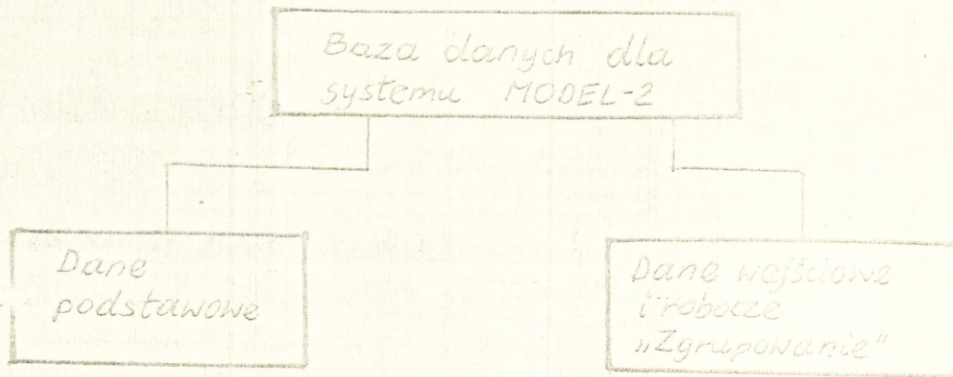 Baza danych dla
systemu MODEL-2
Dane
podstawowe
Dane wejściowe
i robocze
„Zgrupowanie”